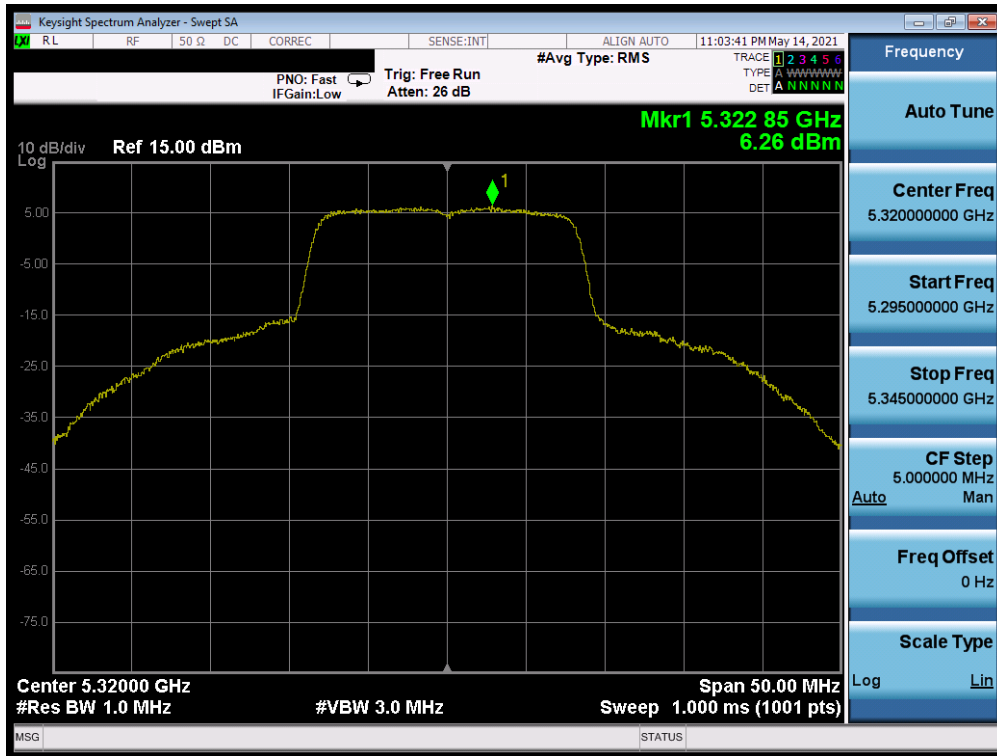 Keysight Spectrum Analyzer - Swept SA
LXI RL RF 50 Ω DC CORREC SENSE:INT ALIGN AUTO 11:03:41 PM May 14, 2021
PNO: Fast
IFGain:Low
Trig: Free Run
Atten: 26 dB
#Avg Type: RMS
TRACE 1 2 3 4 5 6
TYPE A WWWWW
DET A N N N N N
Mkr1 5.322 85 GHz
6.26 dBm
10 dB/div Ref 15.00 dBm
Log
1
5.00
-5.00
-15.0
-25.0
-35.0
-45.0
-55.0
-65.0
-75.0
Center 5.32000 GHz Span 50.00 MHz
#Res BW 1.0 MHz #VBW 3.0 MHz Sweep 1.000 ms (1001 pts)
MSG STATUS
Frequency
Auto Tune
Center Freq
5.320000000 GHz
Start Freq
5.295000000 GHz
Stop Freq
5.345000000 GHz
CF Step
5.000000 MHz
Auto Man
Freq Offset
0 Hz
Scale Type
Log Lin